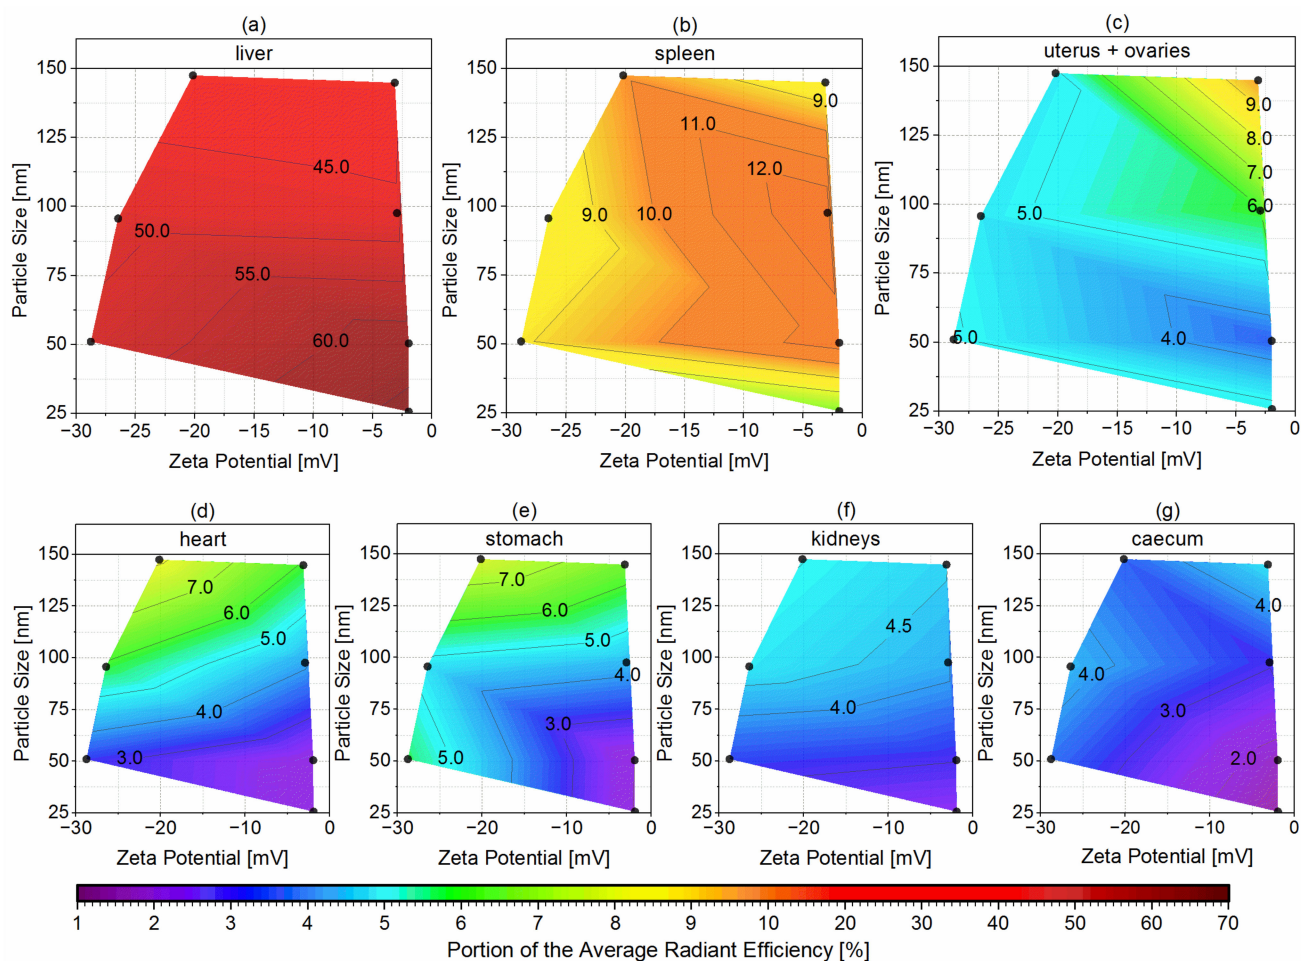 (a) (b) (c)
liver spleen uterus + ovaries
150 150 150
125 125 125
100 100 100
75 75 75
50 50 50
25 25 25
Particle Size [nm] Particle Size [nm] Particle Size [nm]
45.0 50.0 55.0 60.0
9.0 11.0 12.0 10.0 9.0
9.0 8.0 7.0 6.0 5.0 4.0 5.0
−30 −25 −20 −15 −10 −5 0 −30 −25 −20 −15 −10 −5 0 −30 −25 −20 −15 −10 −5 0
Zeta Potential [mV] Zeta Potential [mV] Zeta Potential [mV]
(d) (e) (f) (g)
heart stomach kidneys caecum
150 150 150 150
125 125 125 125
100 100 100 100
75 75 75 75
50 50 50 50
25 25 25 25
Particle Size [nm] Particle Size [nm] Particle Size [nm] Particle Size [nm]
7.0 6.0 5.0 4.0 3.0
7.0 6.0 5.0 4.0 3.0 5.0
4.5 4.0
4.0 4.0 3.0 2.0
−30 −20 −10 0 −30 −20 −10 0 −30 −20 −10 0 −30 −20 −10 0
Zeta Potential [mV] Zeta Potential [mV] Zeta Potential [mV] Zeta Potential [mV]
1 2 3 4 5 6 7 8 9 10 20 30 40 50 60 70
Portion of the Average Radiant Efficiency [%]